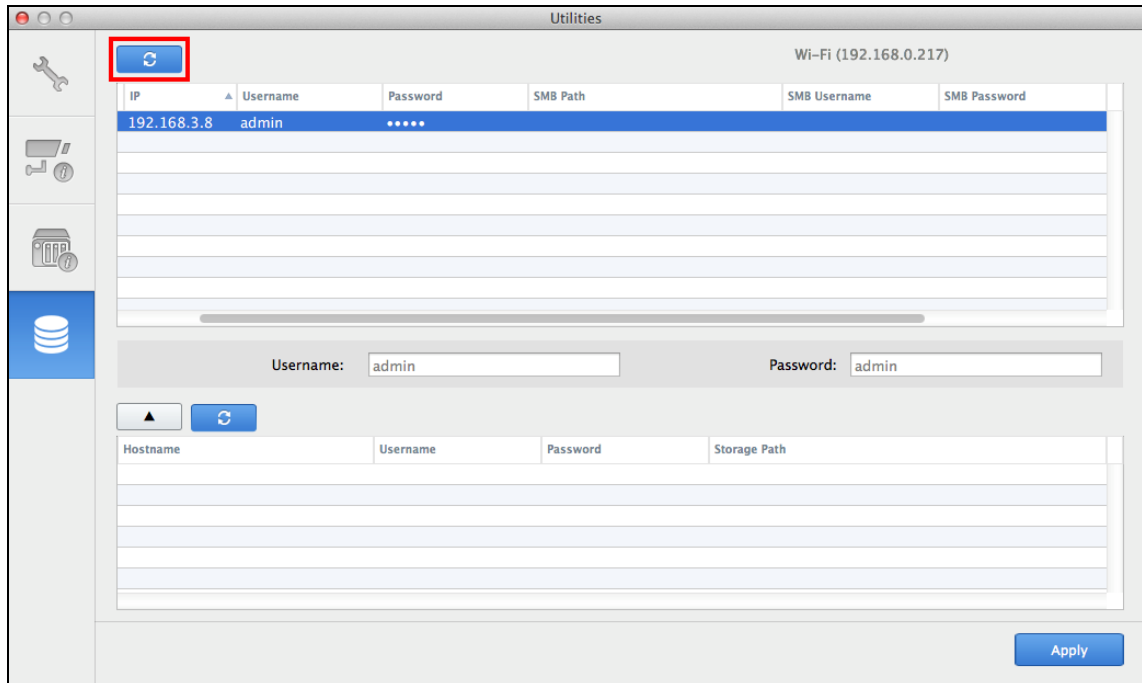 Utilities
Wi-Fi (192.168.0.217)
IP Username Password SMB Path SMB Username SMB Password
192.168.3.8 admin •••••
Username: admin Password: admin
Hostname Username Password Storage Path
Apply